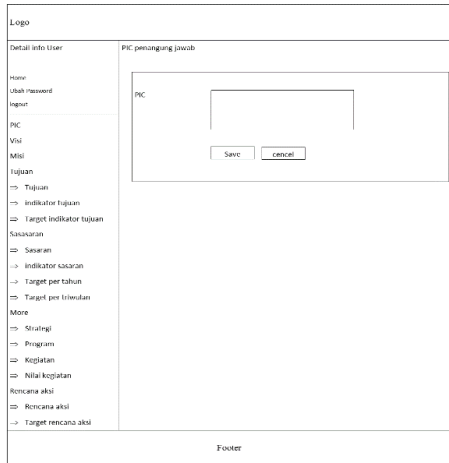 Logo
Detail info User
PIC penangung jawab
Home
Ubah Password
logout
PIC
Visi
Misi
Tujuan
⇒ Tujuan
⇒ indikator tujuan
⇒ Target indikator tujuan
Sasasaran
⇒ Sasaran
⇒ indikator sasaran
⇒ Target per tahun
⇒ Target per triwulan
More
⇒ Strategi
⇒ Program
⇒ Kegiatan
⇒ Nilai kegiatan
Rencana aksi
⇒ Rencana aksi
⇒ Target rencana aksi
PIC
Save cencel
Footer